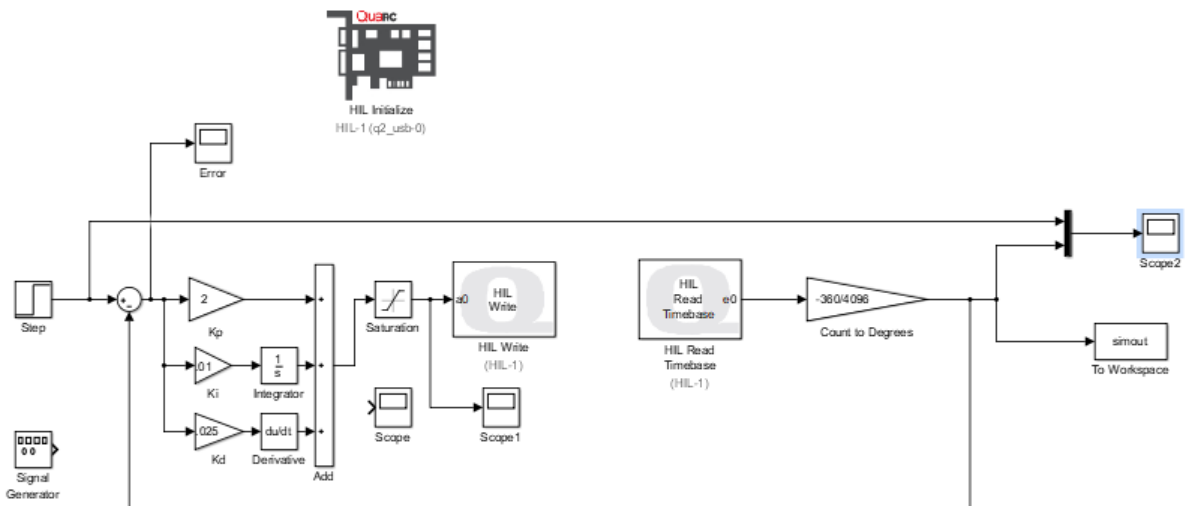 QUARC
HIL Initialize
HIL-1 (q2_usb-0)
Error
Step
2
Kp
.01
Ki
1
s
Integrator
.025
Kd
du/dt
Derivative
Add
Saturation
a0
HIL
Write
HIL Write
(HIL-1)
Scope
Scope1
HIL
Read
Timebase
e0
HIL Read
Timebase
(HIL-1)
-360/4096
Count to Degrees
Scope2
simout
To Workspace
Signal
Generator